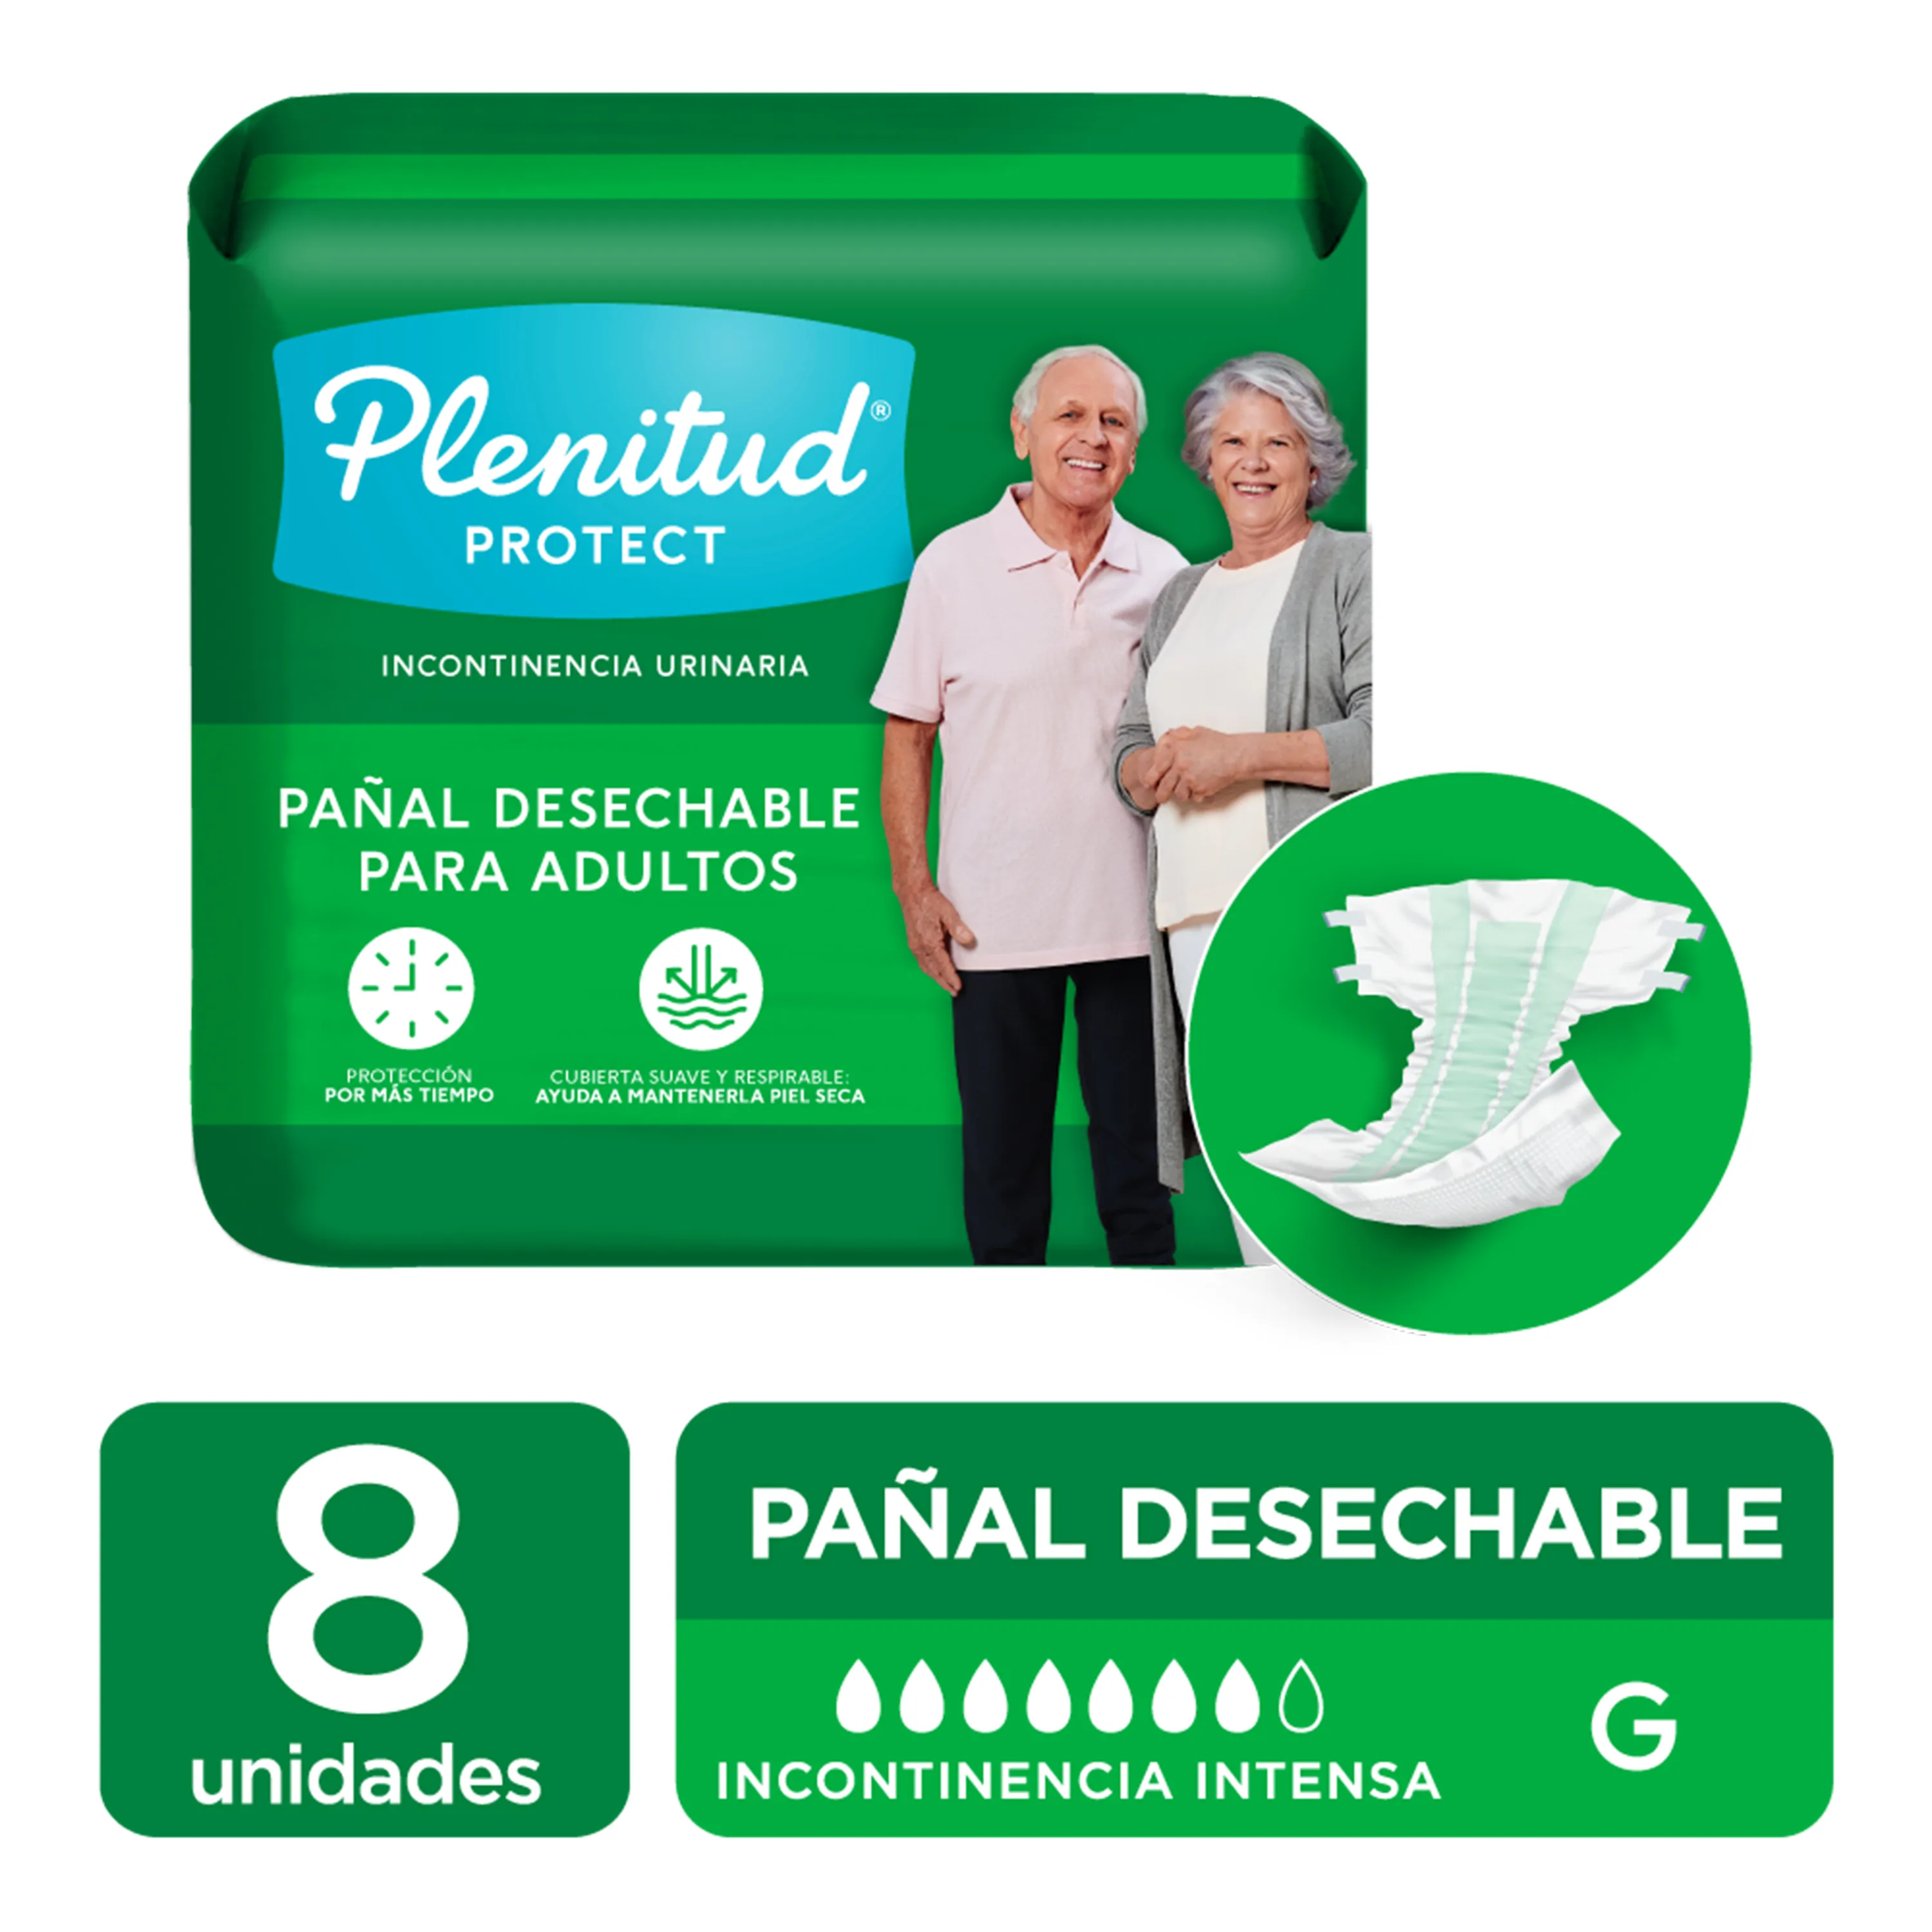 Plenitud®
PROTECT
INCONTINENCIA URINARIA
PAÑAL DESECHABLE
PARA ADULTOS
PROTECCIÓN
POR MÁS TIEMPO
CUBIERTA SUAVE Y RESPIRABLE:
AYUDA A MANTENERLA PIEL SECA
8
unidades
PAÑAL DESECHABLE
INCONTINENCIA INTENSA
G